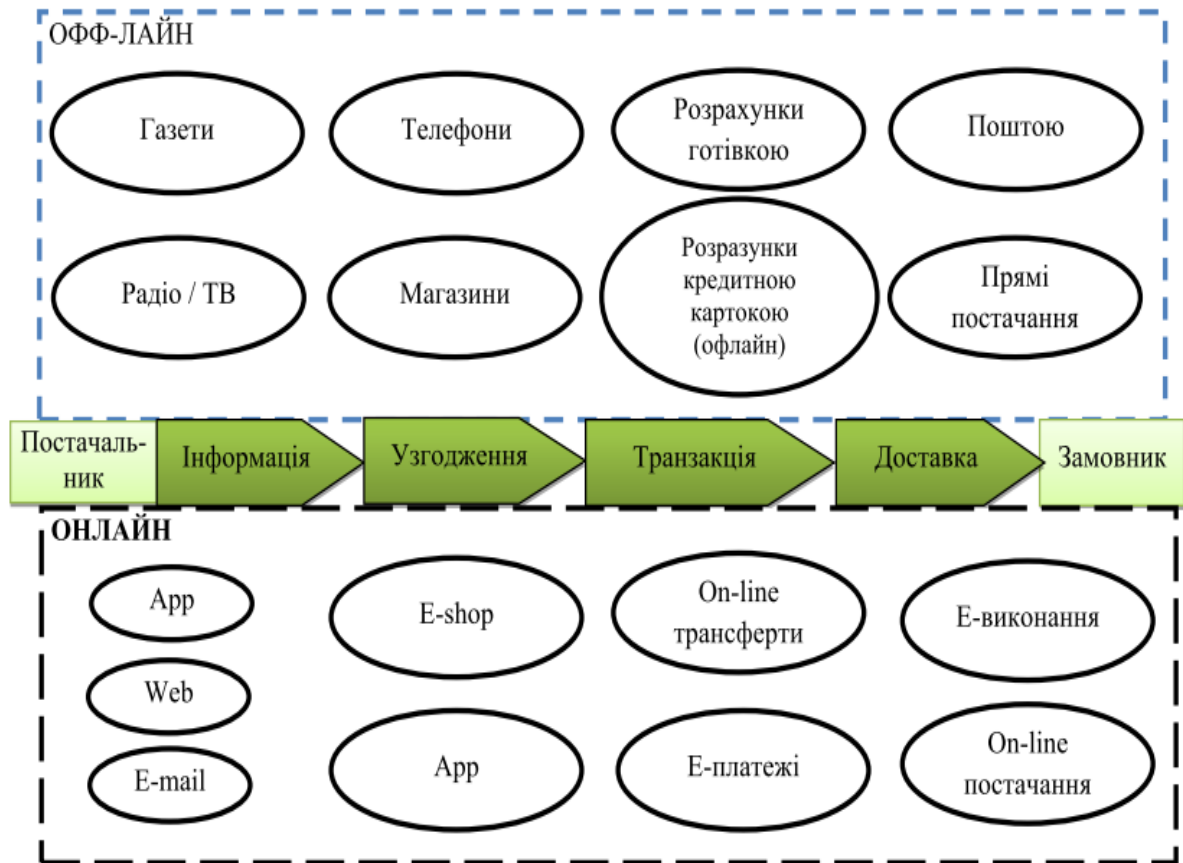 ОФФ-ЛАЙН
Газети
Телефони
Розрахунки
готівкою
Поштою
Радіо / ТВ
Магазини
Розразунки
кредитною
картокою
(офлайн)
Прямі
постачання
Постачаль-
ник
Інформація
Узгодження
Транзакція
Доставка
Замовник
ОНЛАЙН
App
Web
E-mail
E-shop
App
On-line
трансферти
Е-платежі
Е-виконання
On-line
постачання